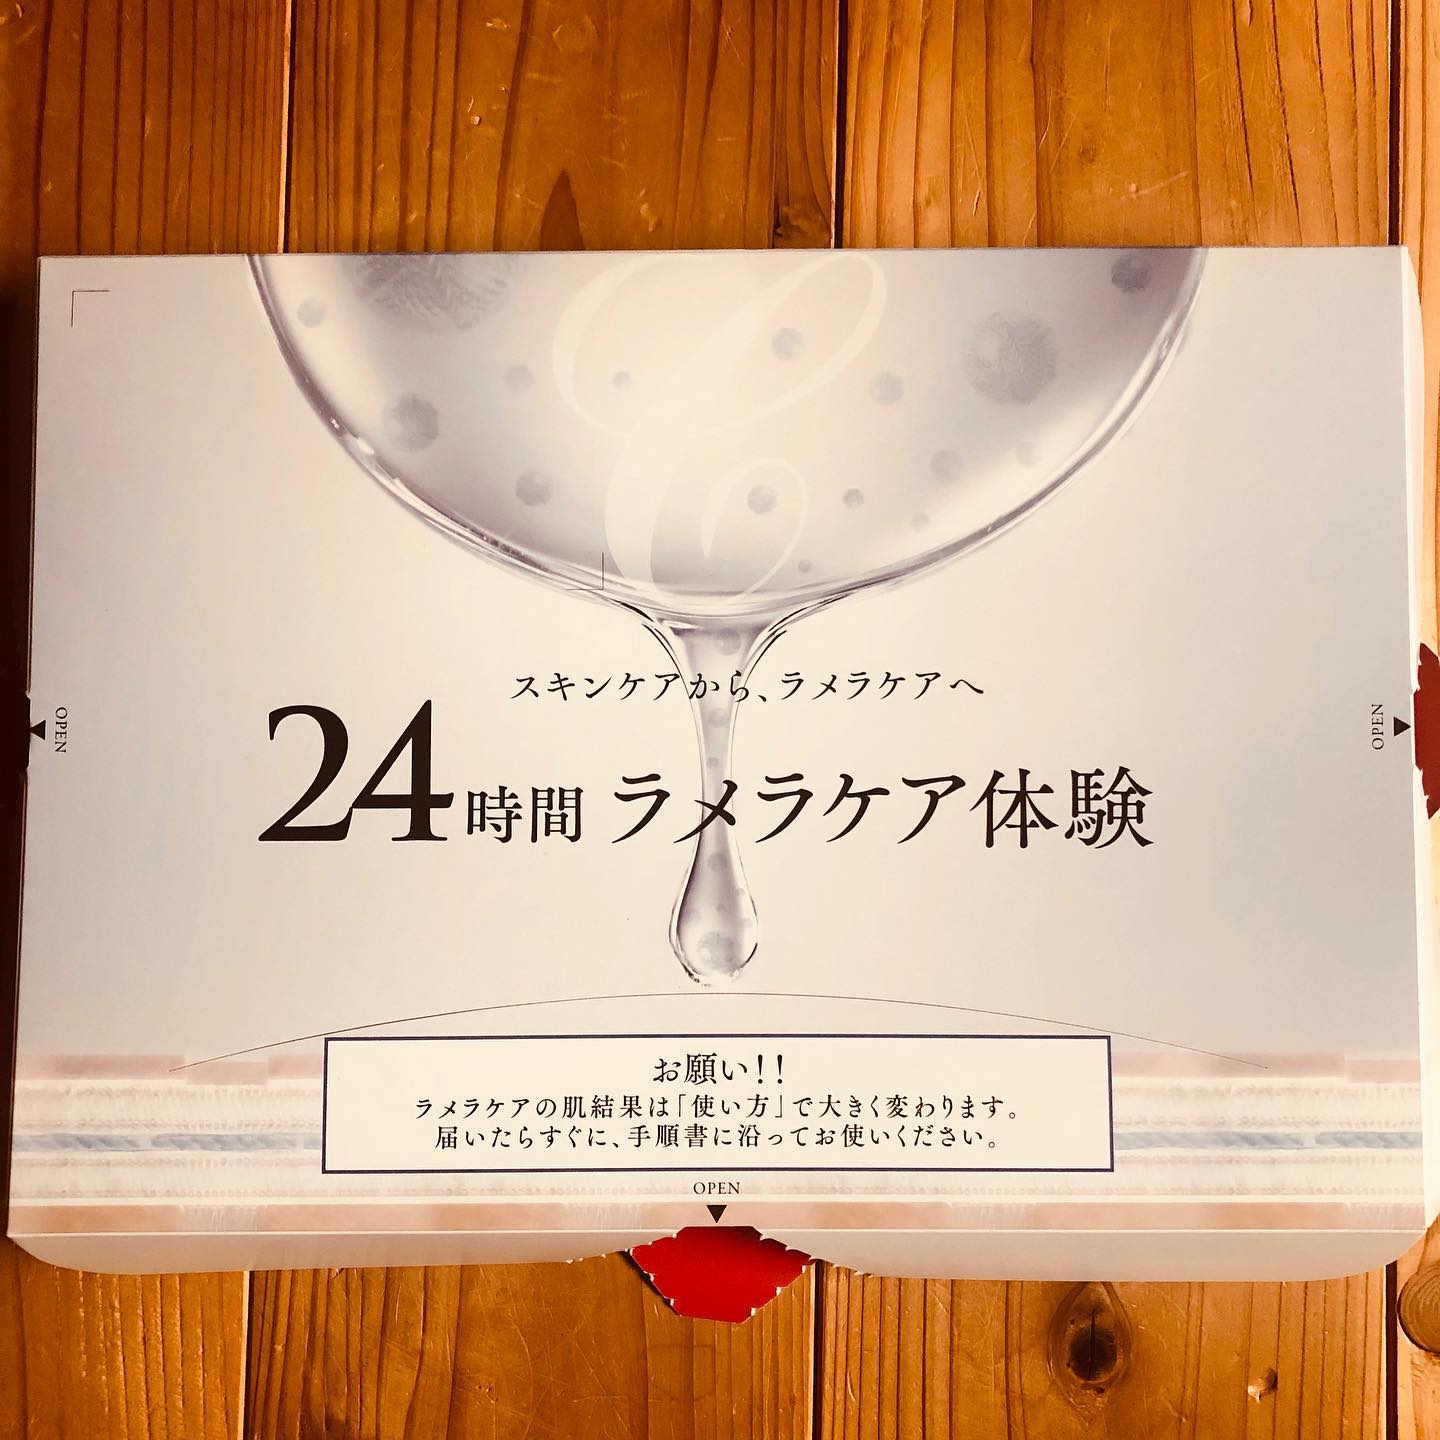 スキンケアから、ラメラケアへ
24時間 ラメラケア体験
OPEN
OPEN
お願い!!
ラメラケアの肌結果は「使い方」で大きく変わります。
届いたらすぐに、手順書に沿ってお使いください。
OPEN